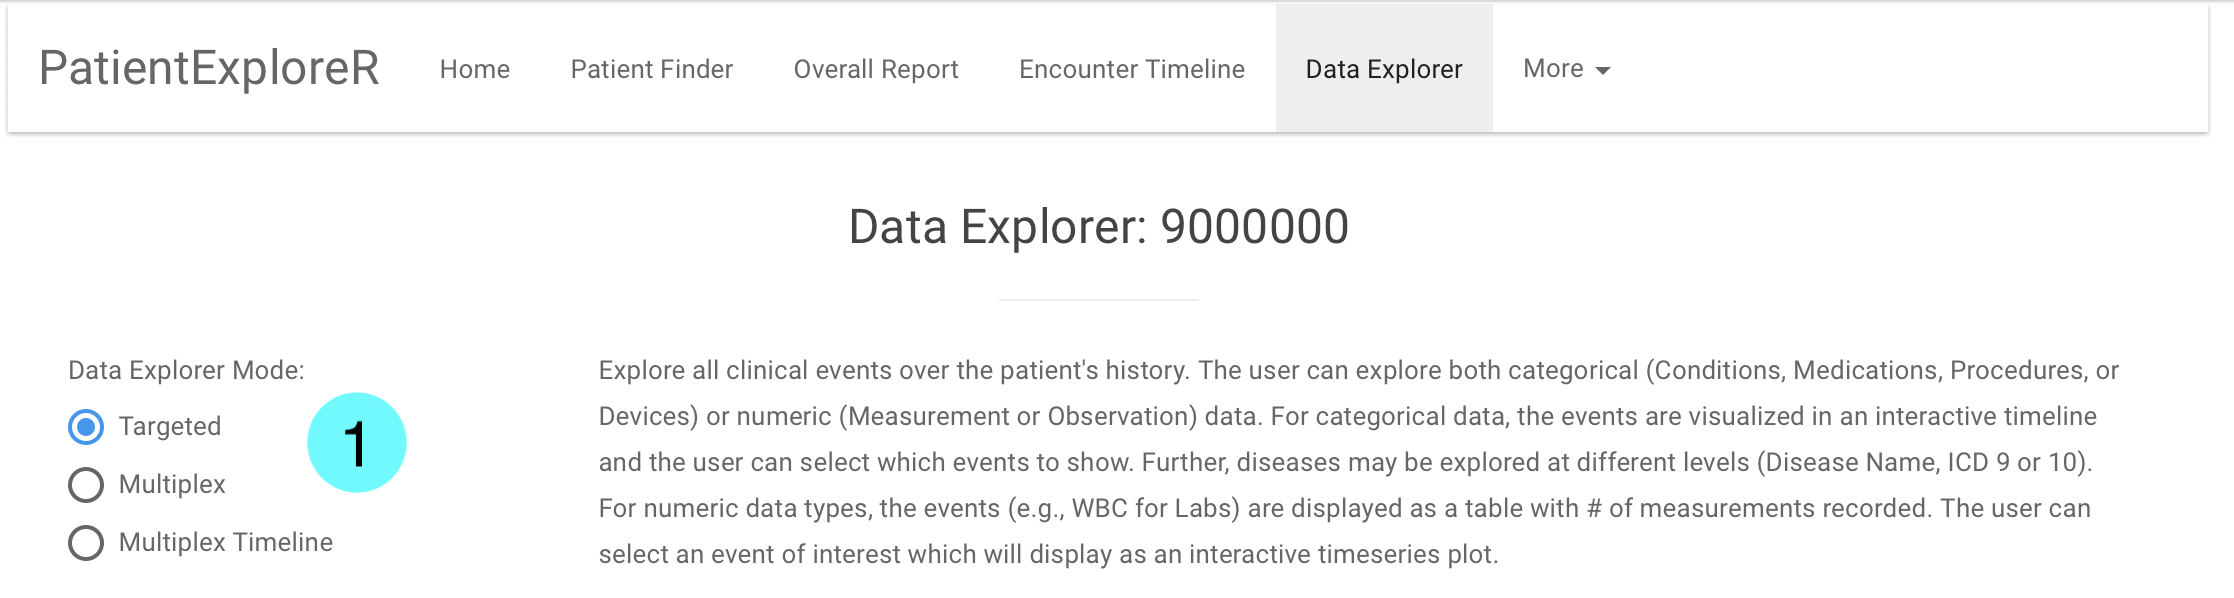 PatientExploreR Home Patient Finder Overall Report Encounter Timeline Data Explorer More
Data Explorer: 9000000
Data Explorer Mode:
Targeted
1
Multiplex
Multiplex Timeline
Explore all clinical events over the patient's history. The user can explore both categorical (Conditions, Medications, Procedures, or
Devices) or numeric (Measurement or Observation) data. For categorical data, the events are visualized in an interactive timeline
and the user can select which events to show. Further, diseases may be explored at different levels (Disease Name, ICD 9 or 10).
For numeric data types, the events (e.g., WBC for Labs) are displayed as a table with # of measurements recorded. The user can
select an event of interest which will display as an interactive timeseries plot.